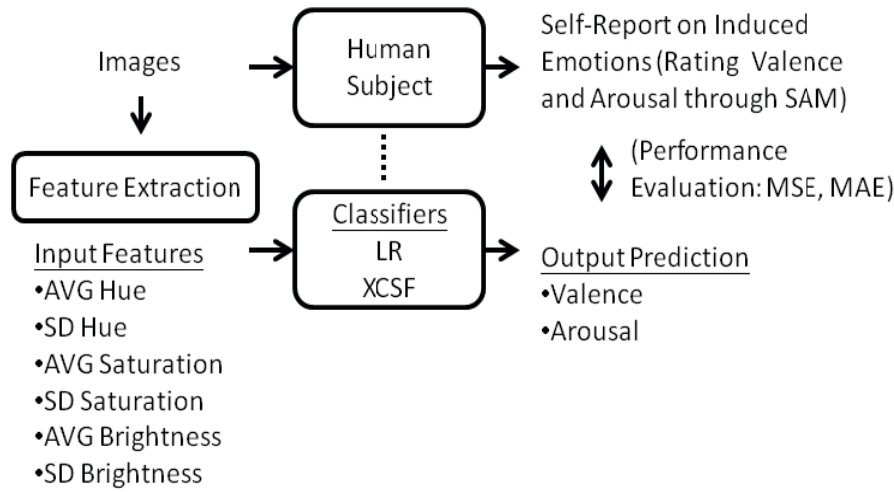 Images
Human
Subject
Self-Report on Induced
Emotions (Rating Valence
and Arousal through SAM)
Feature Extraction
(Performance
Evaluation: MSE, MAE)
Classifiers
LR
XCSF
Input Features
•AVG Hue
•SD Hue
•AVG Saturation
•SD Saturation
•AVG Brightness
•SD Brightness
Output Prediction
•Valence
•Arousal